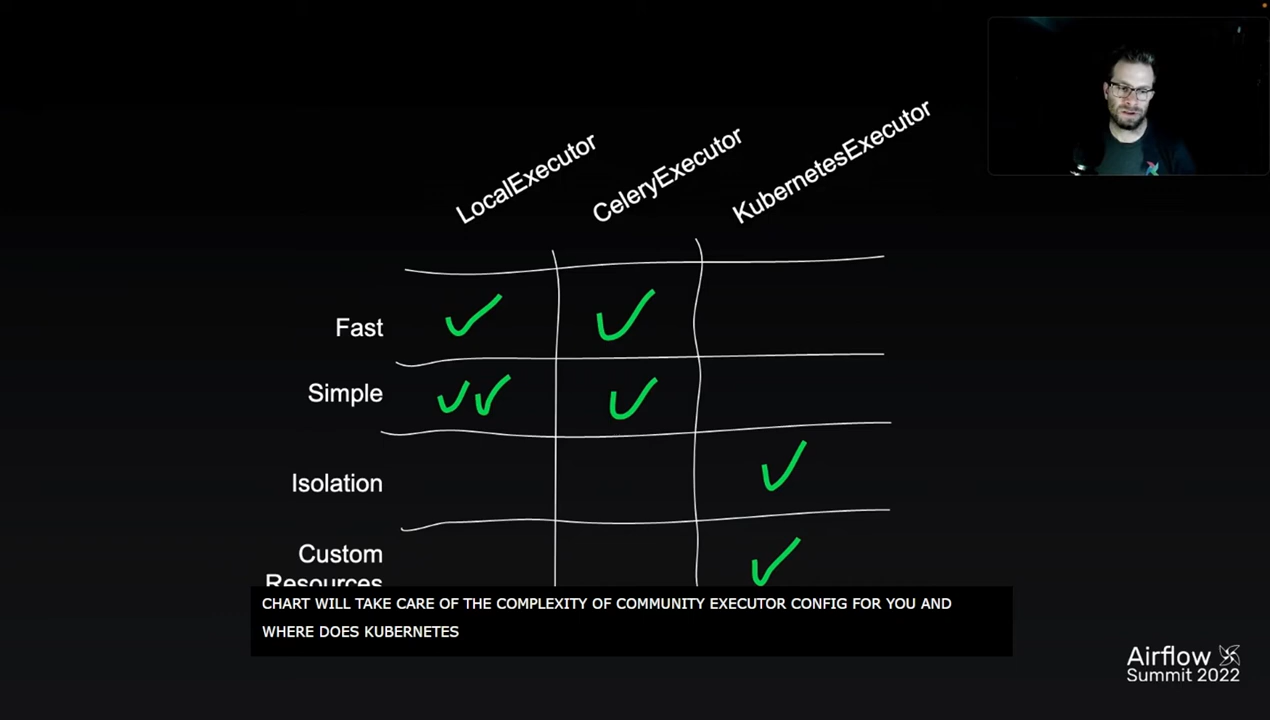 LocalExecutor
CeleryExecutor
KubernetesExecutor
Fast
Simple
Isolation
Custom
Resources
CHART WILL TAKE CARE OF THE COMPLEXITY OF COMMUNITY EXECUTOR CONFIG FOR YOU AND
WHERE DOES KUBERNETES
Airflow
Summit 2022